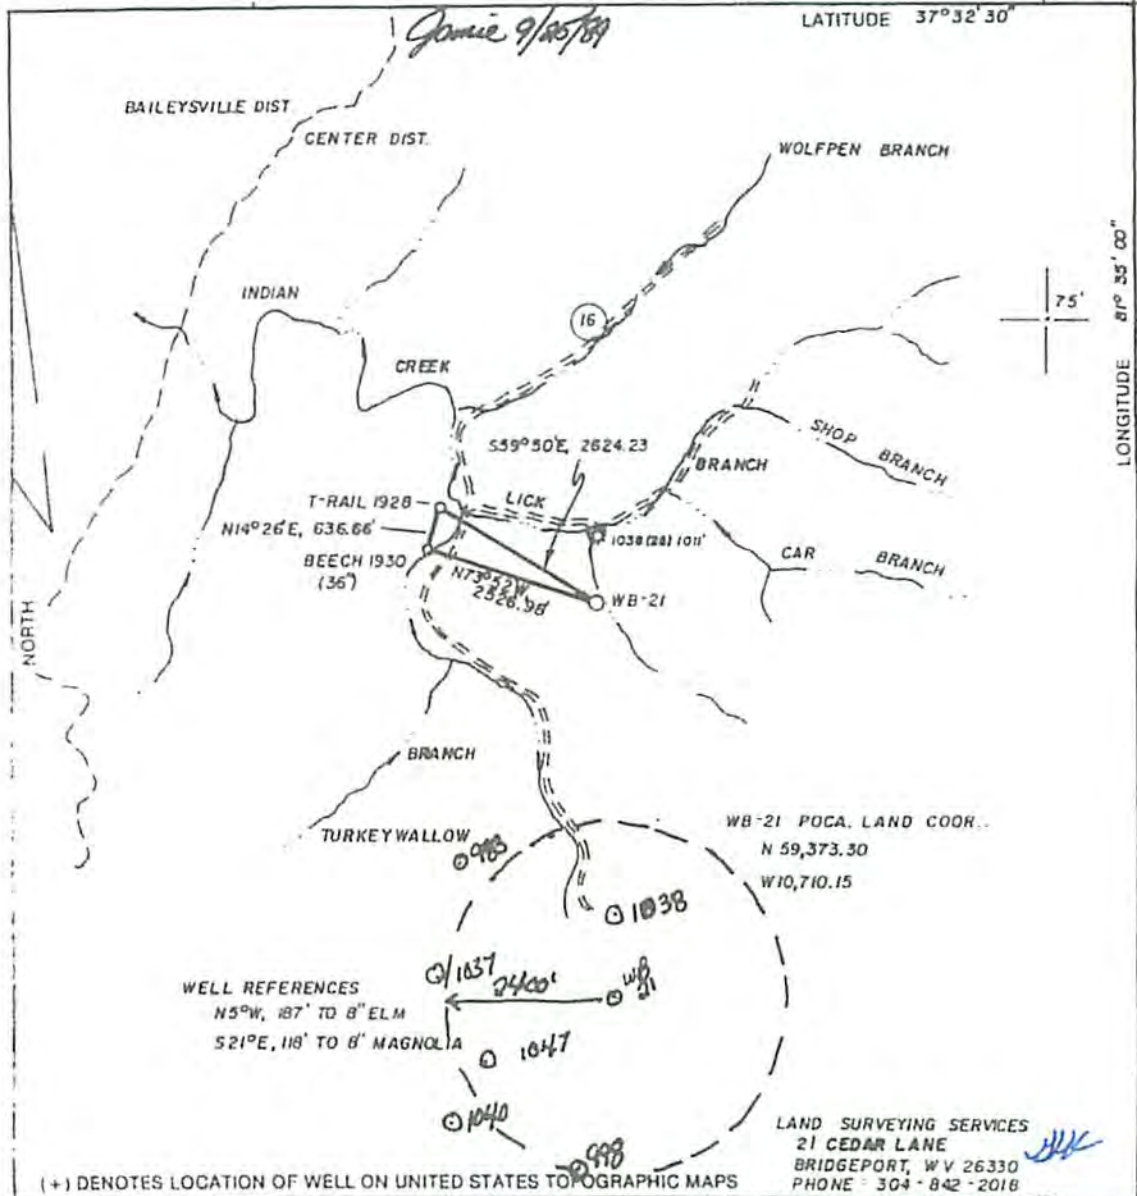 Jamie 9/25/89
LATITUDE 37°32'30"
BAILEYSVILLE DIST
CENTER DIST.
WOLFPEN BRANCH
LONGITUDE 81° 35' 00"
75'
INDIAN
16
CREEK
S59°50'E, 2624.23
SHOP
BRANCH
BRANCH
T-RAIL 1928
LICK
N14°26'E, 636.66'
1038 (28) 1011'
BEECH 1930
(36")
CAR
BRANCH
N73°52'W,
2526.98'
WB-21
NORTH
BRANCH
TURKEYWALLOW
983
WB-21 POCA. LAND COOR..
N 59,373.30
W10,710.15
1038
1037
2400'
WB
21
WELL REFERENCES
N5°W, 187' TO 8" ELM
S21°E, 118' TO 8" MAGNOLIA
1047
1040
998
LAND SURVEYING SERVICES
21 CEDAR LANE
BRIDGEPORT, WV 26330
PHONE 304-842-2018
(+) DENOTES LOCATION OF WELL ON UNITED STATES TOPOGRAPHIC MAPS